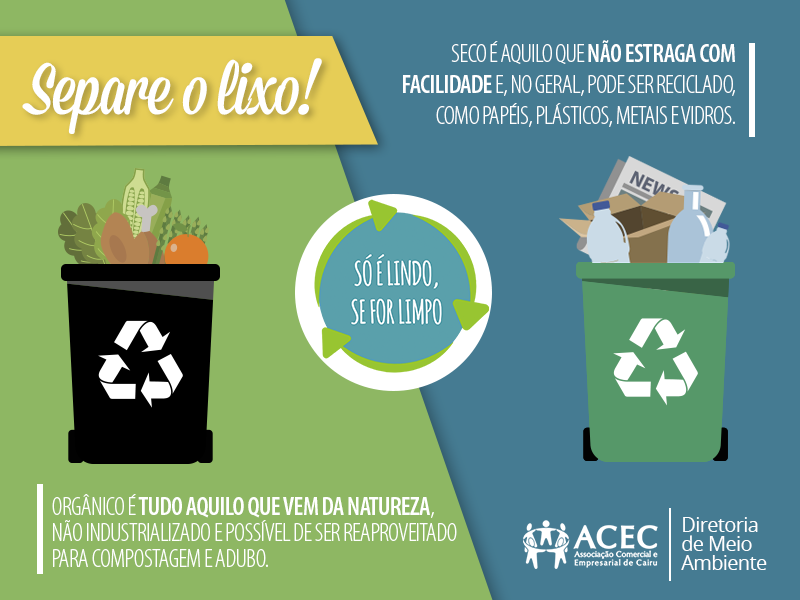 Separe o lixo!
SECO É AQUILO QUE NÃO ESTRAGA COM
FACILIDADE E, NO GERAL, PODE SER RECICLADO,
COMO PAPÉIS, PLÁSTICOS, METAIS E VIDROS.
NEWS
SÓ É LINDO,
SE FOR LIMPO
ORGÂNICO É TUDO AQUILO QUE VEM DA NATUREZA,
NÃO INDUSTRIALIZADO E POSSÍVEL DE SER REAPROVEITADO
PARA COMPOSTAGEM E ADUBO.
ACEC
Associação Comercial e
Empresarial de Cairu
Diretoria
de Meio
Ambiente